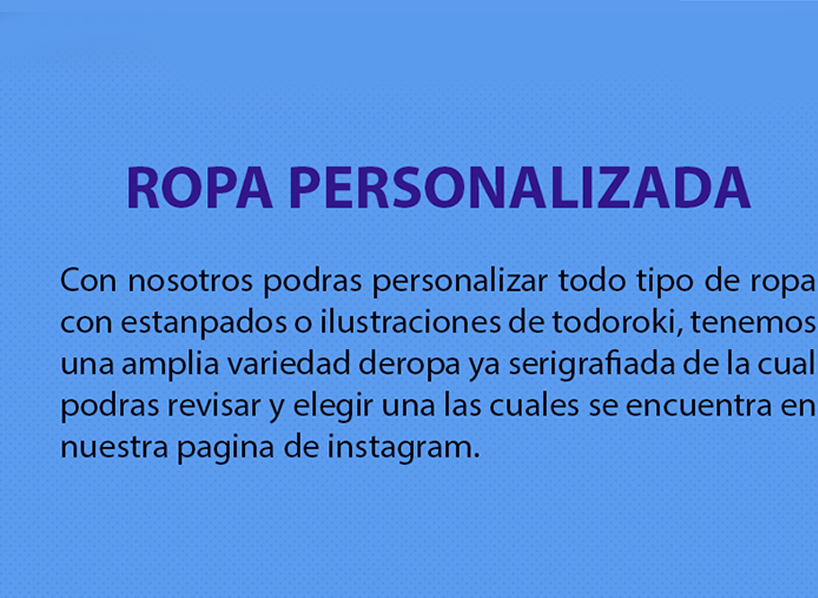 ROPA PERSONALIZADA
Con nosotros podras personalizar todo tipo de ropa
con estanpados o ilustraciones de todoroki, tenemos
una amplia variedad deropa ya serigrafiada de la cual
podras revisar y elegir una las cuales se encuentra en
nuestra pagina de instagram.